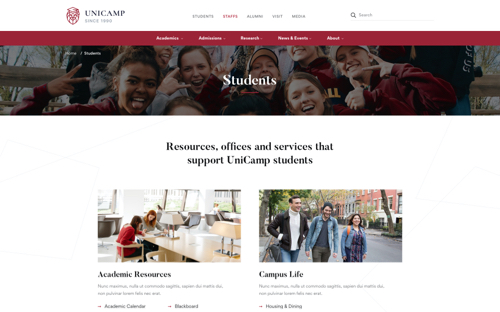 UNICAMP
SINCE 1990
STUDENTS STAFFS ALUMNI VISIT MEDIA
Search
Academics Admissions Research News & Events About
Home / Students
Students
Resources, offices and services that
support UniCamp students
Academic Resources
Nunc maximus, nulla ut commodo sagittis, sapien dui mattis dui,
non pulvinar lorem felis nec erat.
→ Academic Calendar
→ Blackboard
Campus Life
Nunc maximus, nulla ut commodo sagittis, sapien dui mattis dui,
non pulvinar lorem felis nec erat.
→ Housing & Dining